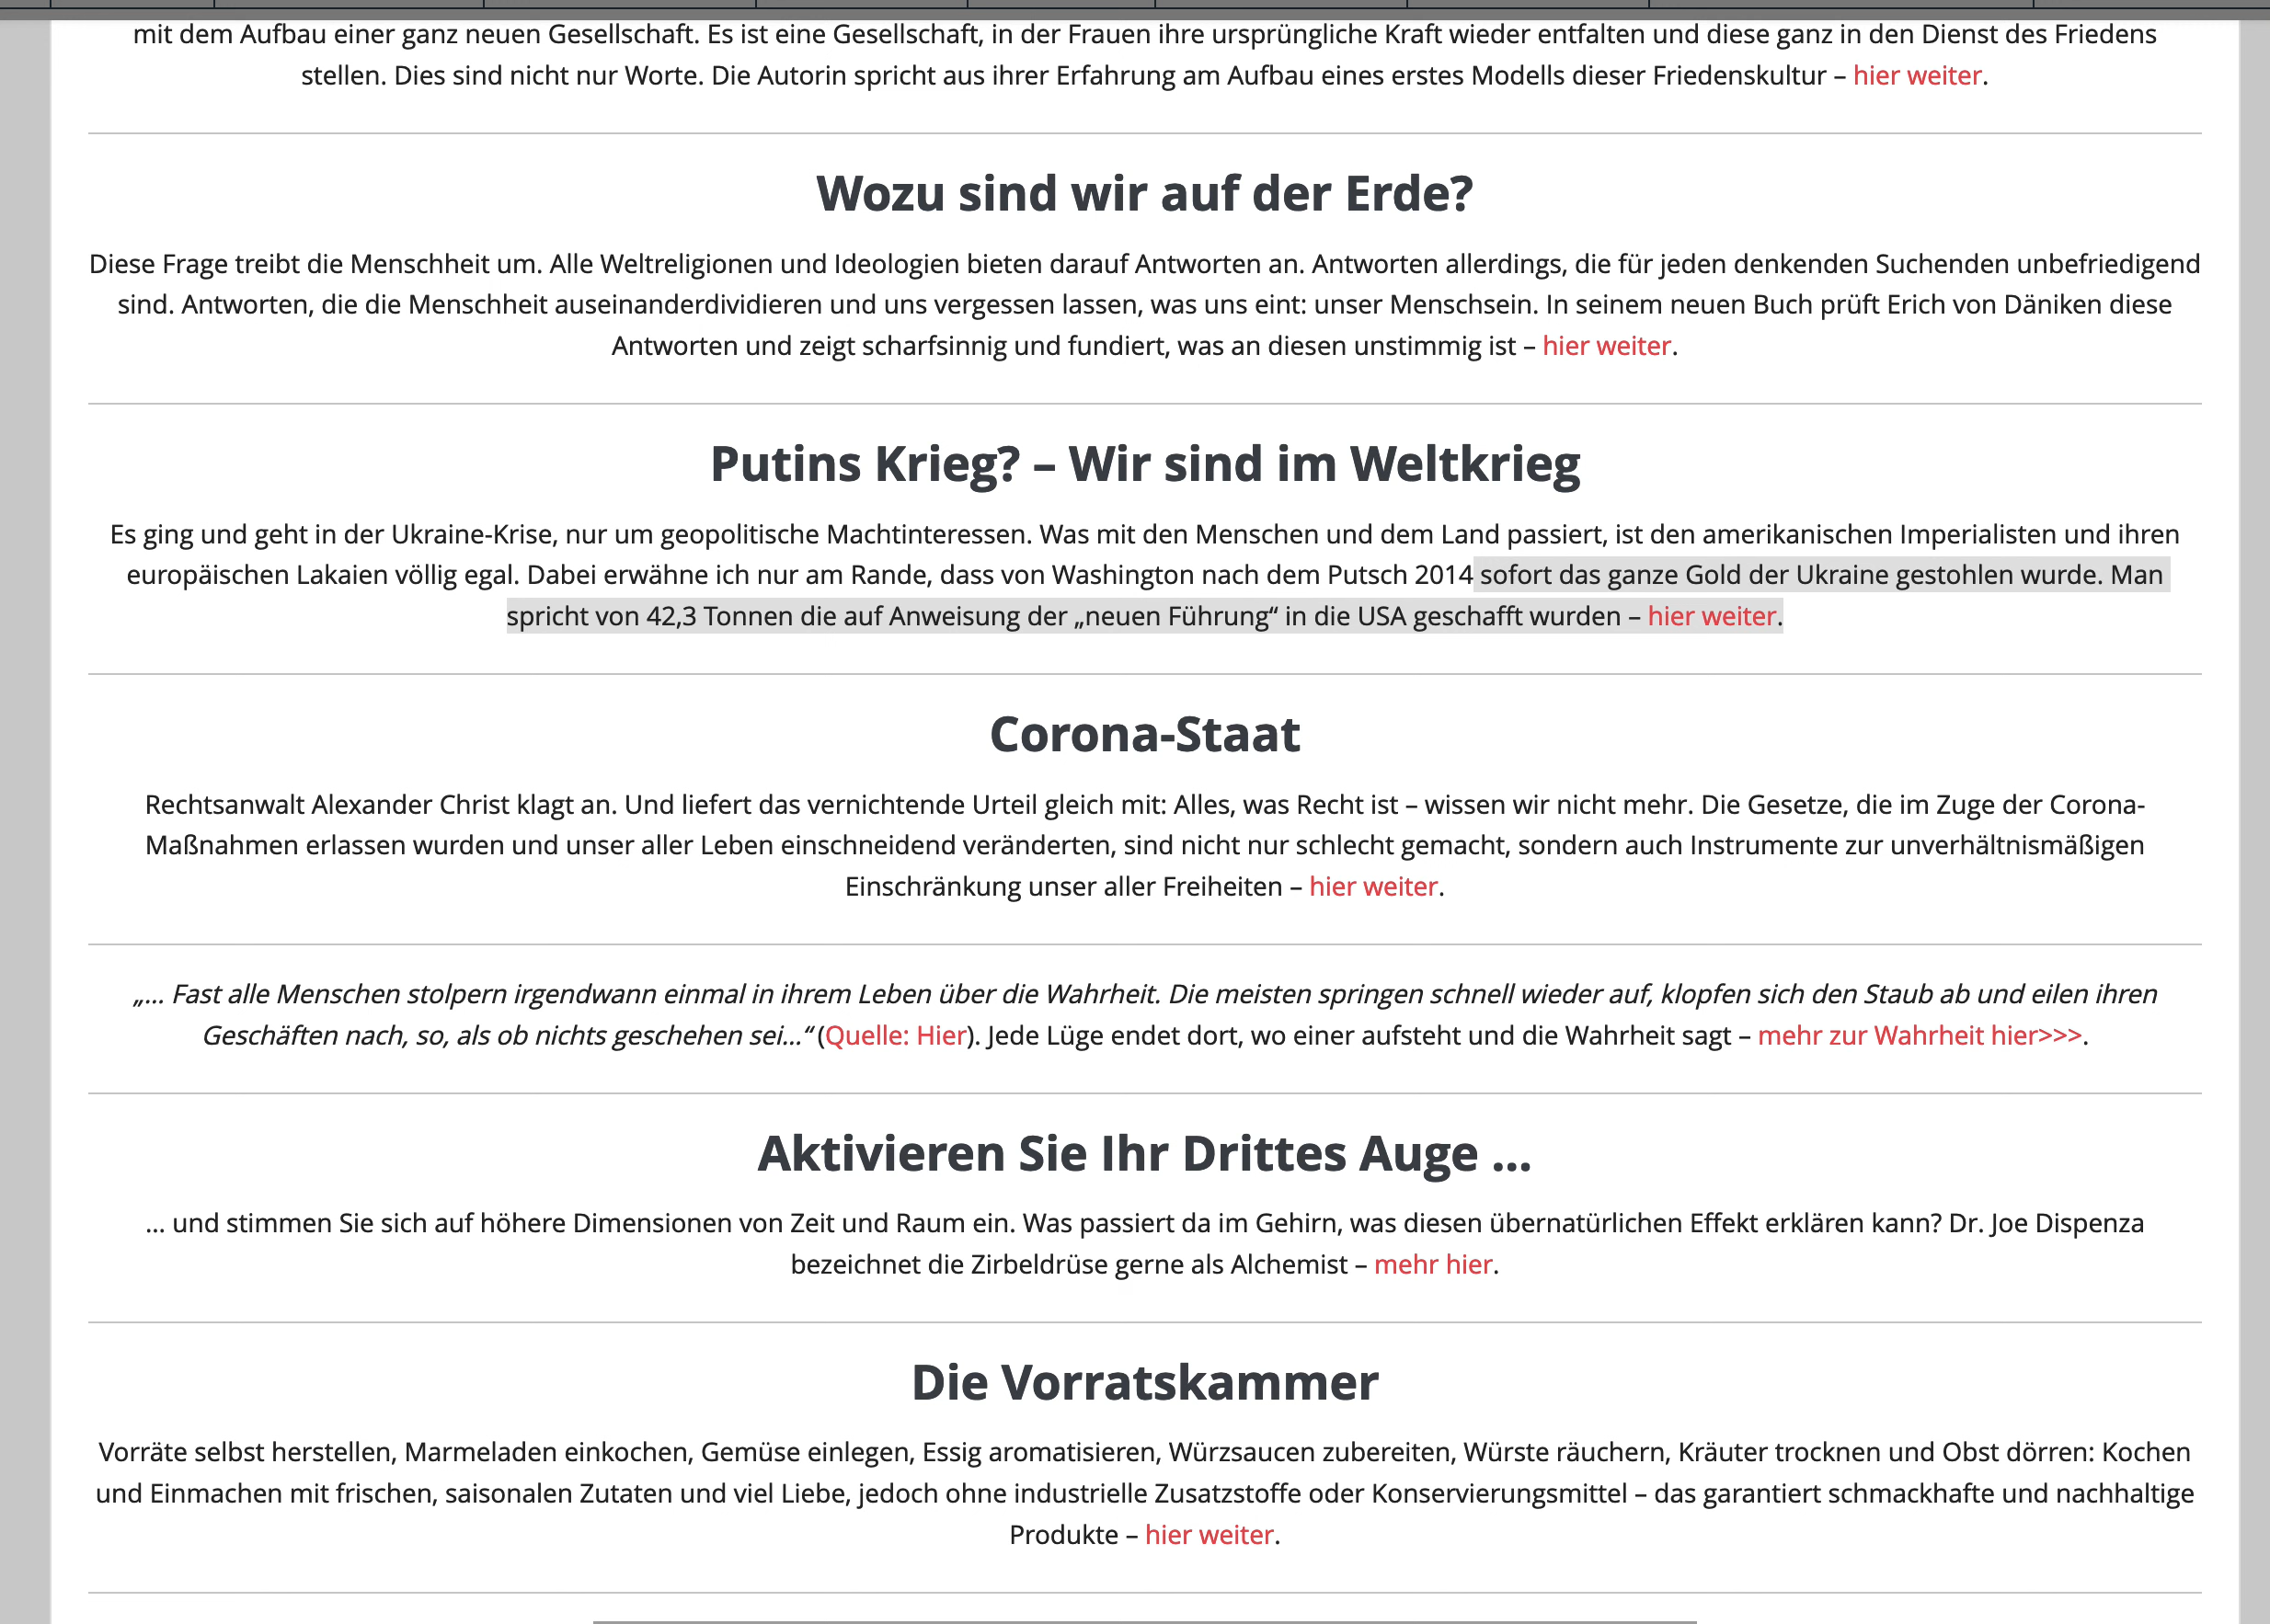 mit dem Aufbau einer ganz neuen Gesellschaft. Es ist eine Gesellschaft, in der Frauen ihre ursprüngliche Kraft wieder entfalten und diese ganz in den Dienst des Friedens
stellen. Dies sind nicht nur Worte. Die Autorin spricht aus ihrer Erfahrung am Aufbau eines erstes Modells dieser Friedenskultur – hier weiter.
Wozu sind wir auf der Erde?
Diese Frage treibt die Menschheit um. Alle Weltreligionen und Ideologien bieten darauf Antworten an. Antworten allerdings, die für jeden denkenden Suchenden unbefriedigend
sind. Antworten, die die Menschheit auseinanderdividieren und uns vergessen lassen, was uns eint: unser Menschsein. In seinem neuen Buch prüft Erich von Däniken diese
Antworten und zeigt scharfsinnig und fundiert, was an diesen unstimmig ist – hier weiter.
Putins Krieg? – Wir sind im Weltkrieg
Es ging und geht in der Ukraine-Krise, nur um geopolitische Machtinteressen. Was mit den Menschen und dem Land passiert, ist den amerikanischen Imperialisten und ihren
europäischen Lakaien völlig egal. Dabei erwähne ich nur am Rande, dass von Washington nach dem Putsch 2014 sofort das ganze Gold der Ukraine gestohlen wurde. Man
spricht von 42,3 Tonnen die auf Anweisung der „neuen Führung“ in die USA geschafft wurden – hier weiter.
Corona-Staat
Rechtsanwalt Alexander Christ klagt an. Und liefert das vernichtende Urteil gleich mit: Alles, was Recht ist – wissen wir nicht mehr. Die Gesetze, die im Zuge der Corona-
Maßnahmen erlassen wurden und unser aller Leben einschneidend veränderten, sind nicht nur schlecht gemacht, sondern auch Instrumente zur unverhältnismäßigen
Einschränkung unser aller Freiheiten – hier weiter.
„... Fast alle Menschen stolpern irgendwann einmal in ihrem Leben über die Wahrheit. Die meisten springen schnell wieder auf, klopfen sich den Staub ab und eilen ihren
Geschäften nach, so, als ob nichts geschehen sei...“ (Quelle: Hier). Jede Lüge endet dort, wo einer aufsteht und die Wahrheit sagt – mehr zur Wahrheit hier>>>.
Aktivieren Sie Ihr Drittes Auge ...
... und stimmen Sie sich auf höhere Dimensionen von Zeit und Raum ein. Was passiert da im Gehirn, was diesen übernatürlichen Effekt erklären kann? Dr. Joe Dispenza
bezeichnet die Zirbeldrüse gerne als Alchemist – mehr hier.
Die Vorratskammer
Vorräte selbst herstellen, Marmeladen einkochen, Gemüse einlegen, Essig aromatisieren, Würzsaucen zubereiten, Würste räuchern, Kräuter trocknen und Obst dörren: Kochen
und Einmachen mit frischen, saisonalen Zutaten und viel Liebe, jedoch ohne industrielle Zusatzstoffe oder Konservierungsmittel – das garantiert schmackhafte und nachhaltige
Produkte – hier weiter.